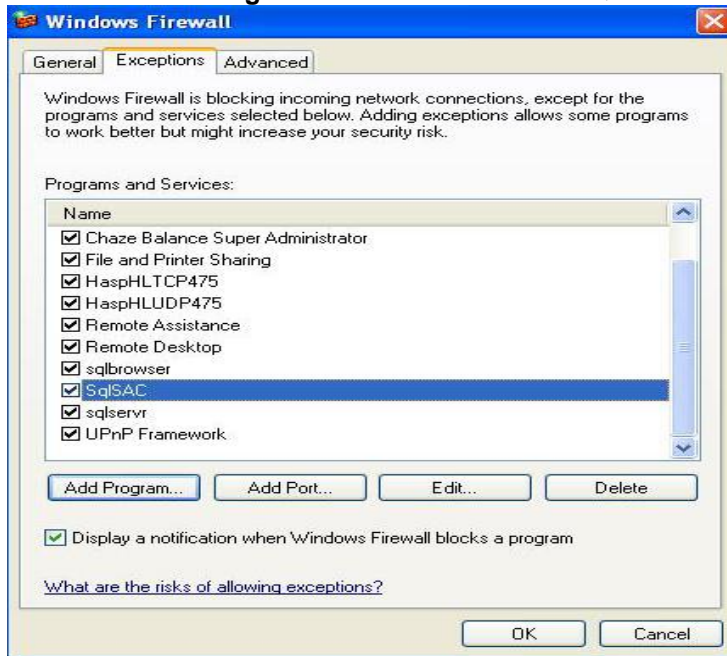 Windows Firewall
General Exceptions Advanced
Windows Firewall is blocking incoming network connections, except for the
programs and services selected below. Adding exceptions allows some programs
to work better but might increase your security risk.
Programs and Services:
Name
Chaze Balance Super Administrator
File and Printer Sharing
HaspHLTCP475
HaspHLUDP475
Remote Assistance
Remote Desktop
sqlbrowser
SqlSAC
sqlservr
UPnP Framework
Add Program... Add Port... Edit... Delete
Display a notification when Windows Firewall blocks a program
What are the risks of allowing exceptions?
OK Cancel